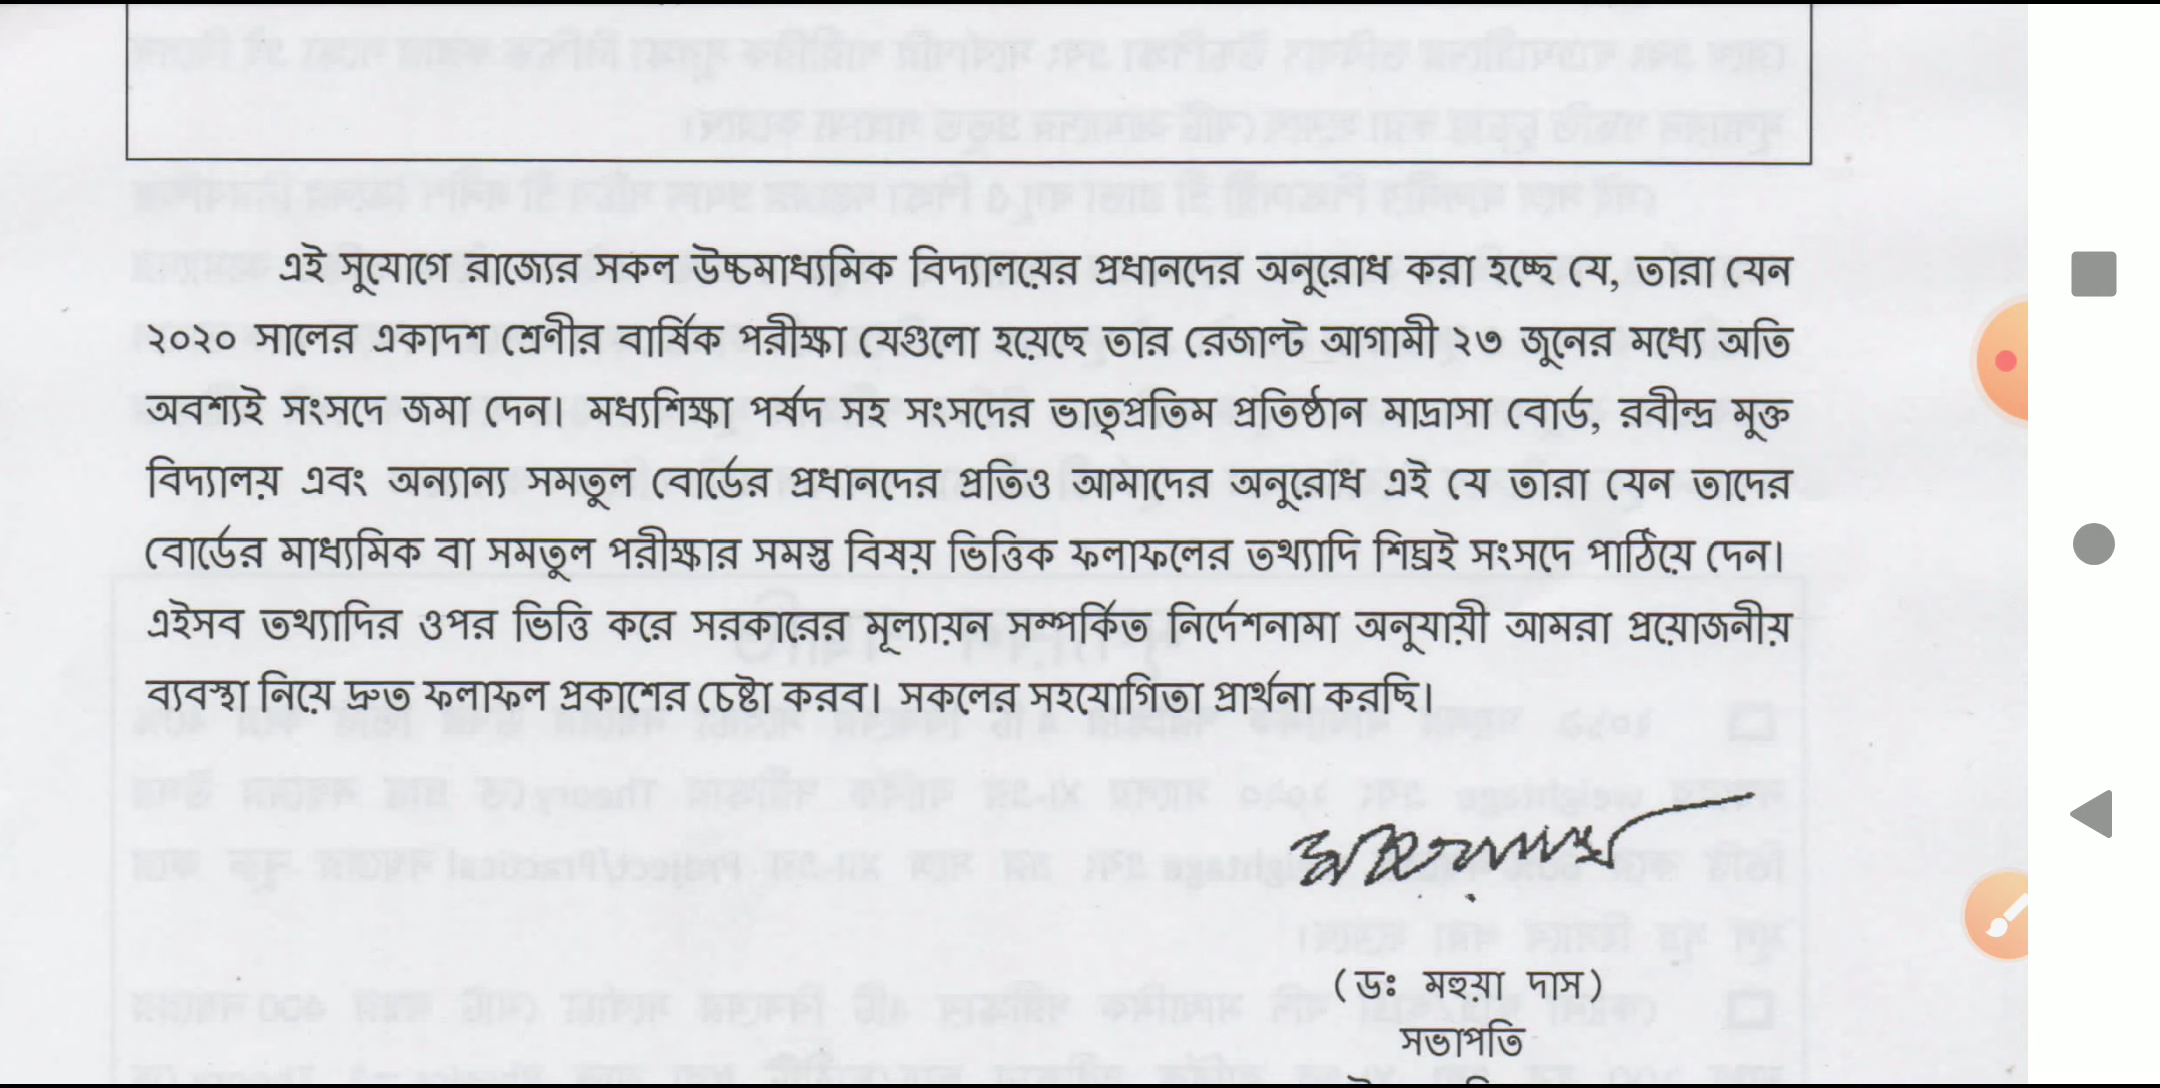 এই সুযোগে রাজ্যের সকল উচ্চমাধ্যমিক বিদ্যালয়ের প্রধানদের অনুরোধ করা হচ্ছে যে, তাঁরা যেন
২০২০ সালের একাদশ শ্রেণীর বার্ষিক পরীক্ষা যেগুলো হয়েছে তার রেজাল্ট আগামী ২৩ জুনের মধ্যে অতি
অবশ্যই সংসদে জমা দেন। মধ্যশিক্ষা পর্ষদ সহ সংসদের ভাতৃপ্রতিম প্রতিষ্ঠান মাদ্রাসা বোর্ড, রবীন্দ্র মুক্ত
বিদ্যালয় এবং অন্যান্য সমতুল বোর্ডের প্রধানদের প্রতিও আমাদের অনুরোধ এই যে তারা যেন তাদের
বোর্ডের মাধ্যমিক বা সমতুল পরীক্ষার সমস্ত বিষয় ভিত্তিক ফলাফলের তথ্যাদি শিঘ্রই সংসদে পাঠিয়ে দেন।
এইসব তথ্যাদির ওপর ভিত্তি করে সরকারের মূল্যায়ন সম্পর্কিত নির্দেশনামা অনুযায়ী আমরা প্রয়োজনীয়
ব্যবস্থা নিয়ে দ্রুত ফলাফল প্রকাশের চেষ্টা করব। সকলের সহযোগিতা প্রার্থনা করছি।
(ডঃ মহুয়া দাস)
সভাপতি